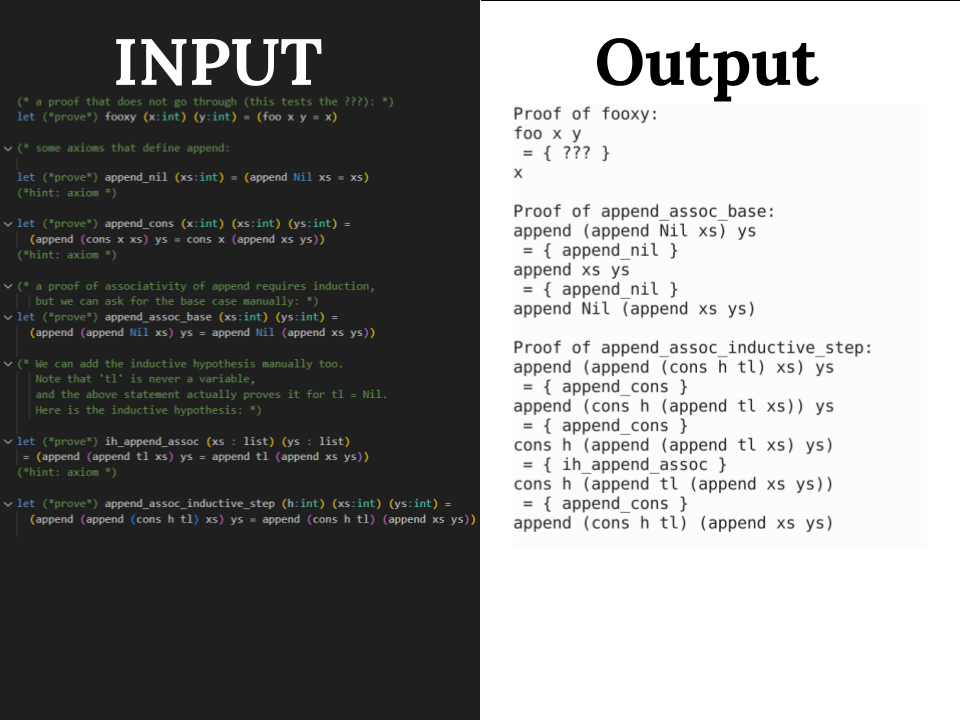 INPUT
(* a proof that does not go through (this tests the ???): *)
let (*prove*) fooxy (x:int) (y:int) = (foo x y = x)
(* some axioms that define append:
let (*prove*) append_nil (xs:int) = (append Nil xs = xs)
(*hint: axiom *)
let (*prove*) append_cons (x:int) (xs:int) (ys:int) =
(append (cons x xs) ys = cons x (append xs ys))
(*hint: axiom *)
(* a proof of associativity of append requires induction,
but we can ask for the base case manually: *)
let (*prove*) append_assoc_base (xs:int) (ys:int) =
(append (append Nil xs) ys = append Nil (append xs ys))
(* We can add the inductive hypothesis manually too.
Note that 'tl' is never a variable,
and the above statement actually proves it for tl = Nil.
Here is the inductive hypothesis: *)
let (*prove*) ih_append_assoc (xs : list) (ys : list)
= (append (append tl xs) ys = append tl (append xs ys))
(*hint: axiom *)
let (*prove*) append_assoc_inductive_step (h:int) (xs:int) (ys:int) =
(append (append (cons h tl) xs) ys = append (cons h tl) (append xs ys))
Output
Proof of fooxy:
foo x y
= { ??? }
x
Proof of append_assoc_base:
append (append Nil xs) ys
= { append_nil }
append xs ys
= { append_nil }
append Nil (append xs ys)
Proof of append_assoc_inductive_step:
append (append (cons h tl) xs) ys
= { append_cons }
append (cons h (append tl xs)) ys
= { append_cons }
cons h (append (append tl xs) ys)
= { ih_append_assoc }
cons h (append tl (append xs ys))
= { append_cons }
append (cons h tl) (append xs ys)